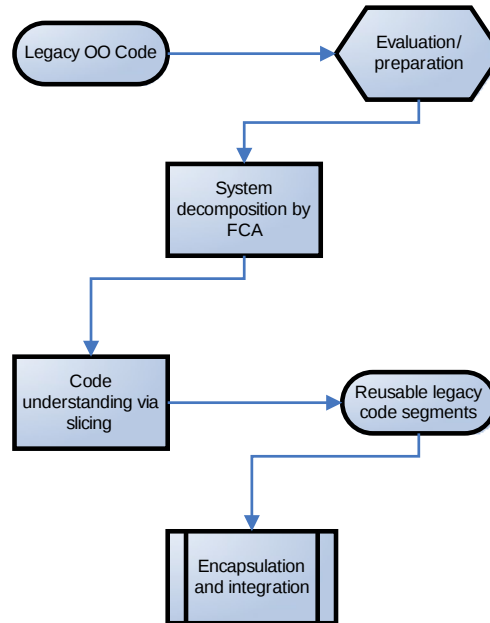 Legacy OO Code
Evaluation/
preparation
System
decomposition by
FCA
Code
understanding via
slicing
Reusable legacy
code segments
Encapsulation
and integration